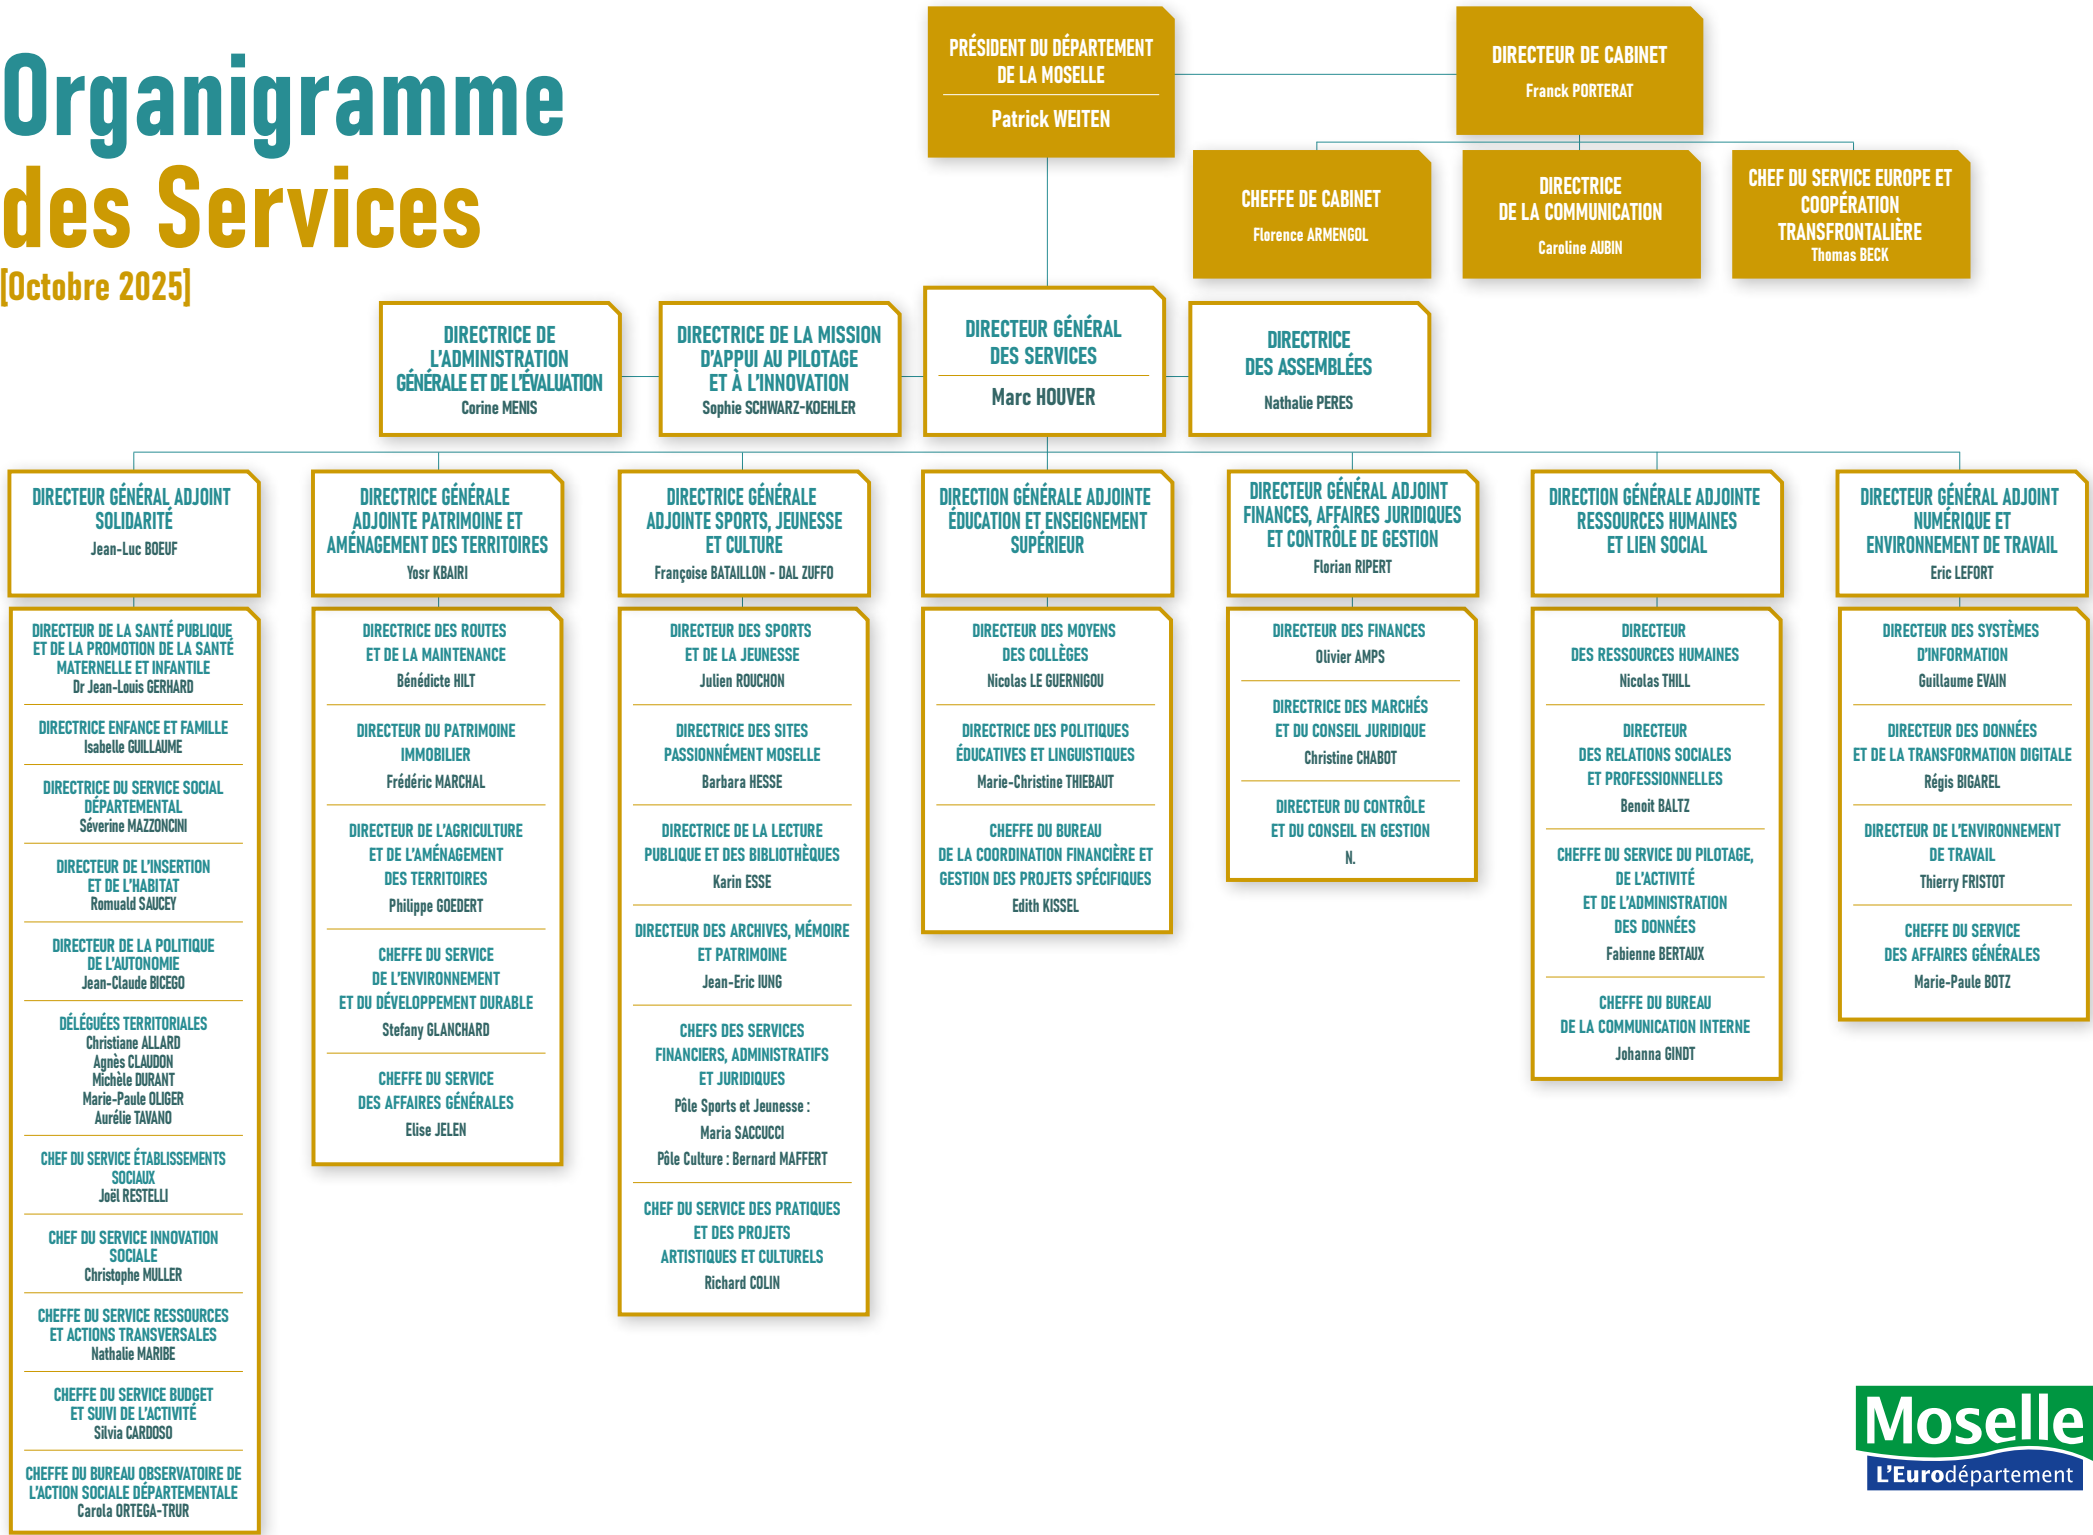 Organigramme
des Services
[Octobre 2025]
PRÉSIDENT DU DÉPARTEMENT
DE LA MOSELLE
Patrick WEITEN
DIRECTEUR DE CABINET
Franck PORTERAT
CHEFFE DE CABINET
Florence ARMENGOL
DIRECTRICE
DE LA COMMUNICATION
Caroline AUBIN
CHEF DU SERVICE EUROPE ET
COOPÉRATION
TRANSFRONTALIÈRE
Thomas BECK
DIRECTRICE DE
L'ADMINISTRATION
GÉNÉRALE ET DE L'ÉVALUATION
Corine MENIS
DIRECTRICE DE LA MISSION
D'APPUI AU PILOTAGE
ET À L'INNOVATION
Sophie SCHWARZ-KOEHLER
DIRECTEUR GÉNÉRAL
DES SERVICES
Marc HOUVER
DIRECTRICE
DES ASSEMBLÉES
Nathalie PERES
DIRECTEUR GÉNÉRAL ADJOINT
SOLIDARITÉ
Jean-Luc BOEUF
DIRECTEUR DE LA SANTÉ PUBLIQUE
ET DE LA PROMOTION DE LA SANTÉ
MATERNELLE ET INFANTILE
Dr Jean-Louis GERHARD
DIRECTRICE ENFANCE ET FAMILLE
Isabelle GUILLAUME
DIRECTRICE DU SERVICE SOCIAL
DÉPARTEMENTAL
Séverine MAZZONCINI
DIRECTEUR DE L'INSERTION
ET DE L'HABITAT
Romuald SAUCEY
DIRECTEUR DE LA POLITIQUE
DE L'AUTONOMIE
Jean-Claude BICEGO
DÉLÉGUÉES TERRITORIALES
Christiane ALLARD
Agnès CLAUDON
Michèle DURANT
Marie-Paule OLIGER
Aurélie TAVANO
CHEF DU SERVICE ÉTABLISSEMENTS
SOCIAUX
Joël RESTELLI
CHEF DU SERVICE INNOVATION
SOCIALE
Christophe MULLER
CHEFFE DU SERVICE RESSOURCES
ET ACTIONS TRANSVERSALES
Nathalie MARIBE
CHEFFE DU SERVICE BUDGET
ET SUIVI DE L'ACTIVITÉ
Silvia CARDOSO
CHEFFE DU BUREAU OBSERVATOIRE DE
L'ACTION SOCIALE DÉPARTEMENTALE
Carola ORTEGA-TRUR
DIRECTRICE GÉNÉRALE
ADJOINTE PATRIMOINE ET
AMÉNAGEMENT DES TERRITOIRES
Yosr KBAIRI
DIRECTRICE DES ROUTES
ET DE LA MAINTENANCE
Bénédicte HILT
DIRECTEUR DU PATRIMOINE
IMMOBILIER
Frédéric MARCHAL
DIRECTEUR DE L'AGRICULTURE
ET DE L'AMÉNAGEMENT
DES TERRITOIRES
Philippe GOEDERT
CHEFFE DU SERVICE
DE L'ENVIRONNEMENT
ET DU DÉVELOPPEMENT DURABLE
Stefany GLANCHARD
CHEFFE DU SERVICE
DES AFFAIRES GÉNÉRALES
Elise JELEN
DIRECTRICE GÉNÉRALE
ADJOINTE SPORTS, JEUNESSE
ET CULTURE
Françoise BATAILLON - DAL ZUFFO
DIRECTEUR DES SPORTS
ET DE LA JEUNESSE
Julien ROUCHON
DIRECTRICE DES SITES
PASSIONNÉMENT MOSELLE
Barbara HESSE
DIRECTRICE DE LA LECTURE
PUBLIQUE ET DES BIBLIOTHÈQUES
Karin ESSE
DIRECTEUR DES ARCHIVES, MÉMOIRE
ET PATRIMOINE
Jean-Eric IUNG
CHEFS DES SERVICES
FINANCIERS, ADMINISTRATIFS
ET JURIDIQUES
Pôle Sports et Jeunesse :
Maria SACCUCCI
Pôle Culture : Bernard MAFFERT
CHEF DU SERVICE DES PRATIQUES
ET DES PROJETS
ARTISTIQUES ET CULTURELS
Richard COLIN
DIRECTION GÉNÉRALE ADJOINTE
ÉDUCATION ET ENSEIGNEMENT
SUPÉRIEUR
DIRECTEUR DES MOYENS
DES COLLÈGES
Nicolas LE GUERNIGOU
DIRECTRICE DES POLITIQUES
ÉDUCATIVES ET LINGUISTIQUES
Marie-Christine THIEBAUT
CHEFFE DU BUREAU
DE LA COORDINATION FINANCIÈRE ET
GESTION DES PROJETS SPÉCIFIQUES
Edith KISSEL
DIRECTEUR GÉNÉRAL ADJOINT
FINANCES, AFFAIRES JURIDIQUES
ET CONTRÔLE DE GESTION
Florian RIPERT
DIRECTEUR DES FINANCES
Olivier AMPS
DIRECTRICE DES MARCHÉS
ET DU CONSEIL JURIDIQUE
Christine CHABOT
DIRECTEUR DU CONTRÔLE
ET DU CONSEIL EN GESTION
N.
DIRECTION GÉNÉRALE ADJOINTE
RESSOURCES HUMAINES
ET LIEN SOCIAL
DIRECTEUR
DES RESSOURCES HUMAINES
Nicolas THILL
DIRECTEUR
DES RELATIONS SOCIALES
ET PROFESSIONNELLES
Benoit BALTZ
CHEFFE DU SERVICE DU PILOTAGE,
DE L'ACTIVITÉ
ET DE L'ADMINISTRATION
DES DONNÉES
Fabienne BERTAUX
CHEFFE DU BUREAU
DE LA COMMUNICATION INTERNE
Johanna GINDT
DIRECTEUR GÉNÉRAL ADJOINT
NUMÉRIQUE ET
ENVIRONNEMENT DE TRAVAIL
Eric LEFORT
DIRECTEUR DES SYSTÈMES
D'INFORMATION
Guillaume EVAIN
DIRECTEUR DES DONNÉES
ET DE LA TRANSFORMATION DIGITALE
Régis BIGAREL
DIRECTEUR DE L'ENVIRONNEMENT
DE TRAVAIL
Thierry FRISTOT
CHEFFE DU SERVICE
DES AFFAIRES GÉNÉRALES
Marie-Paule BOTZ
Moselle
L'Eurodépartement